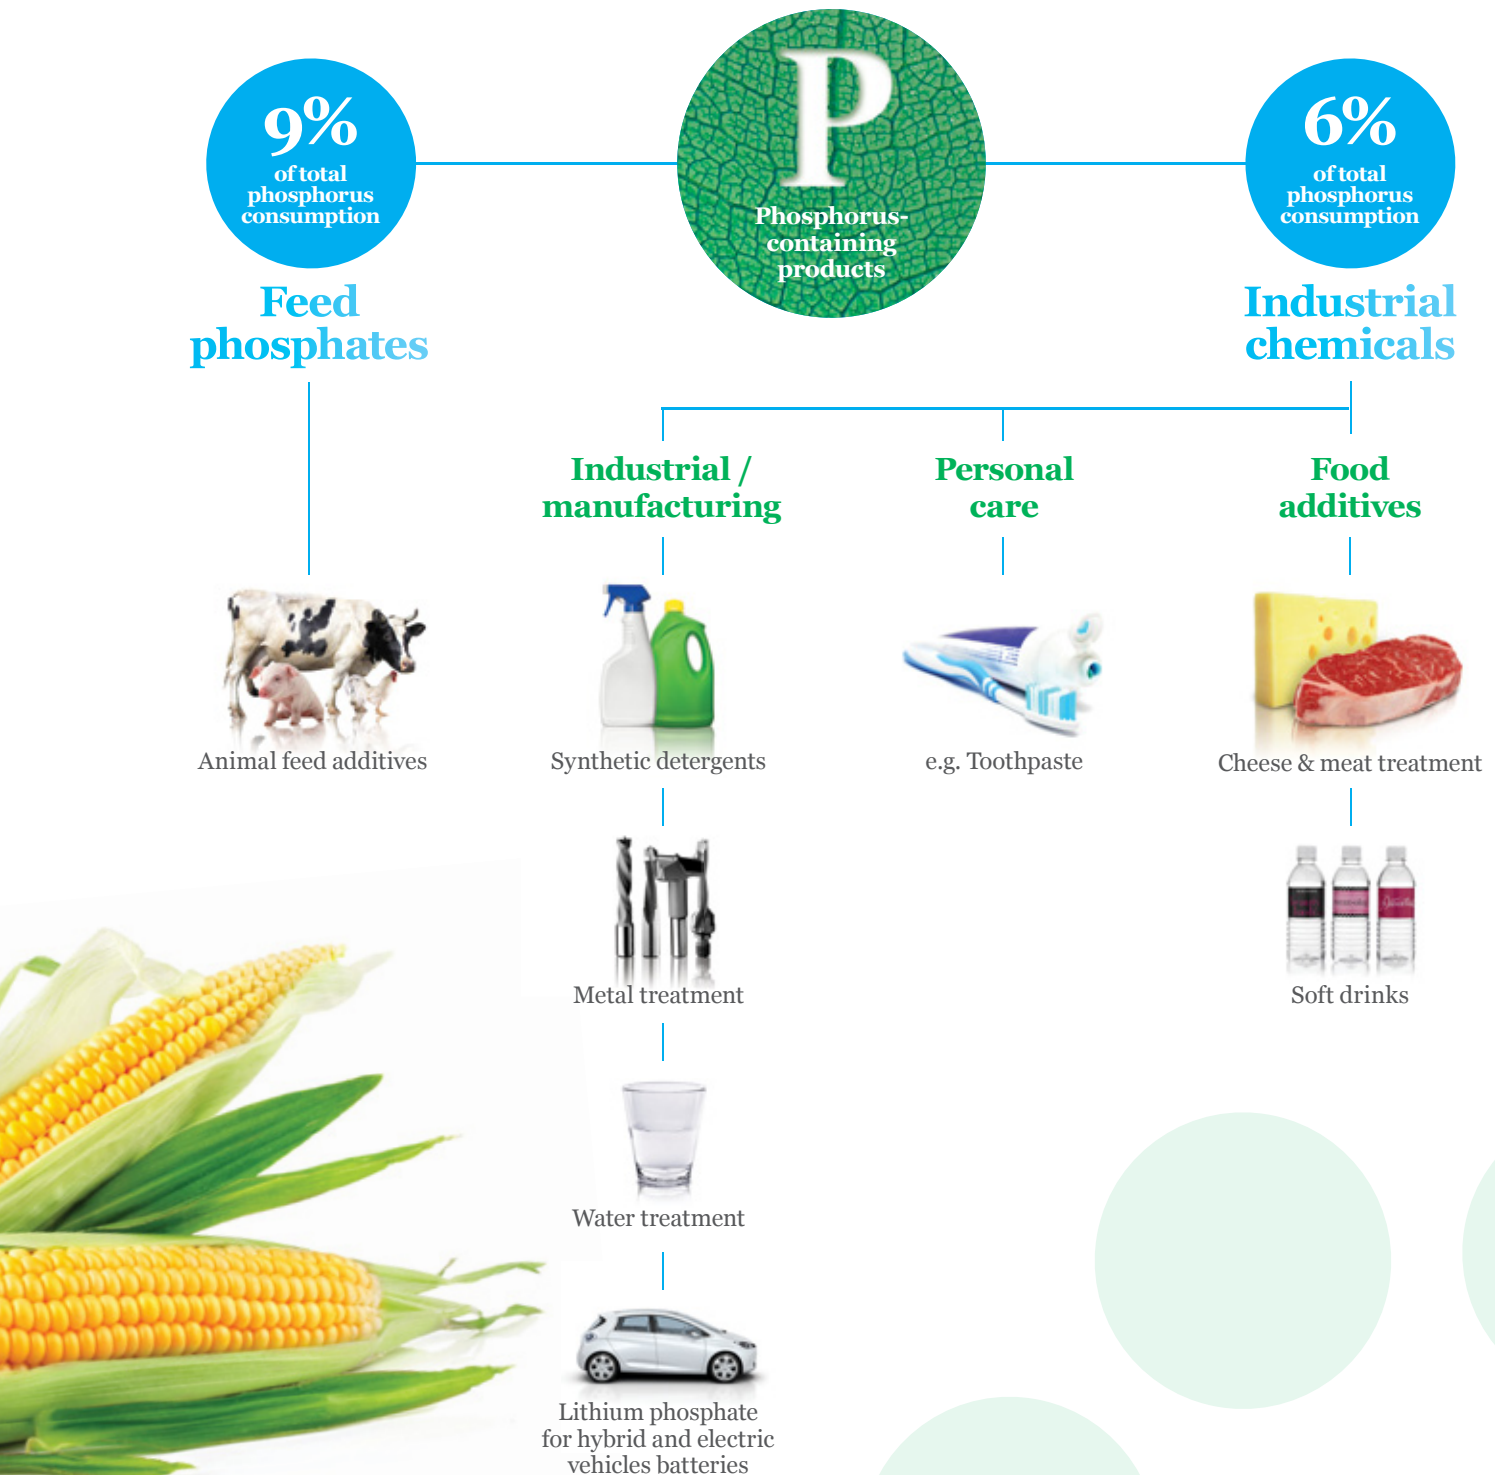 P
Phosphorus-
containing
products
9%
of total
phosphorus
consumption
Feed
phosphates
Animal feed additives
6%
of total
phosphorus
consumption
Industrial
chemicals
Industrial /
manufacturing
Synthetic detergents
Metal treatment
Water treatment
Lithium phosphate
for hybrid and electric
vehicles batteries
Personal
care
e.g. Toothpaste
Food
additives
Cheese & meat treatment
Soft drinks